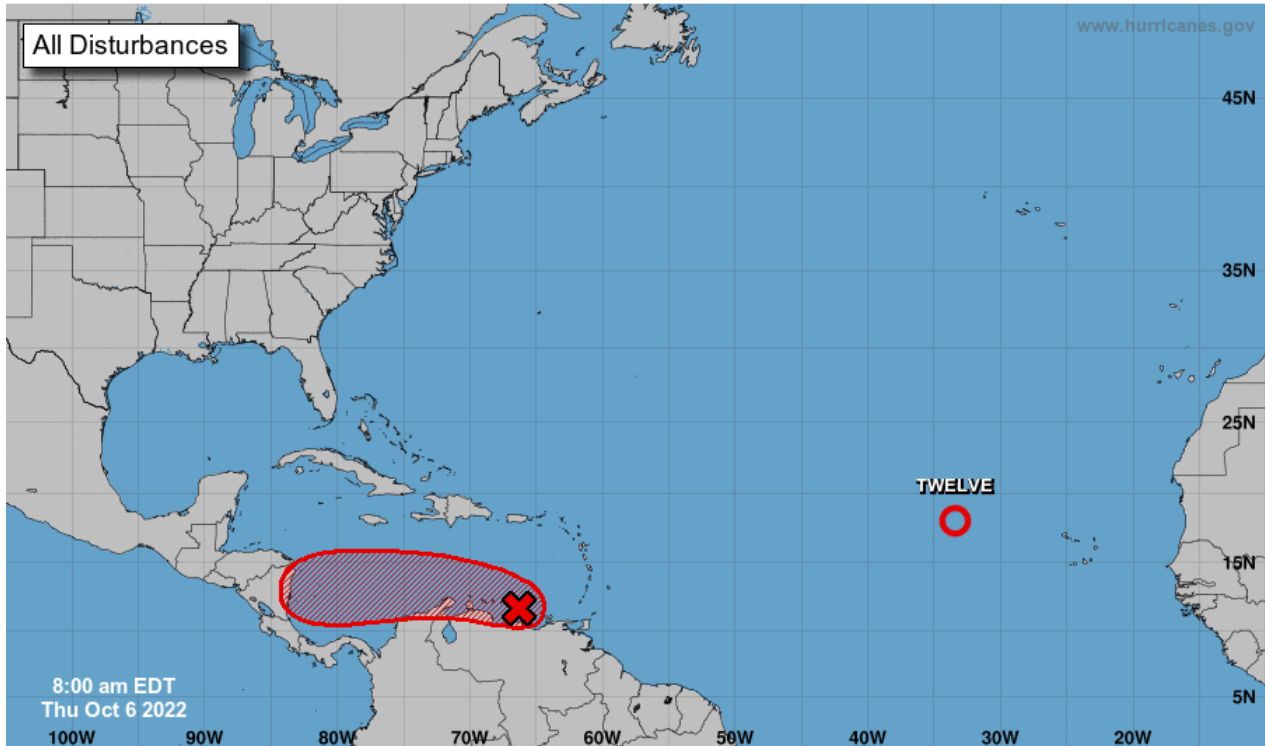 All Disturbances
www.hurricanes.gov
45N
35N
25N
TWELVE
15N
8:00 am EDT
Thu Oct 6 2022
5N
100W 90W 80W 70W 60W 50W 40W 30W 20W